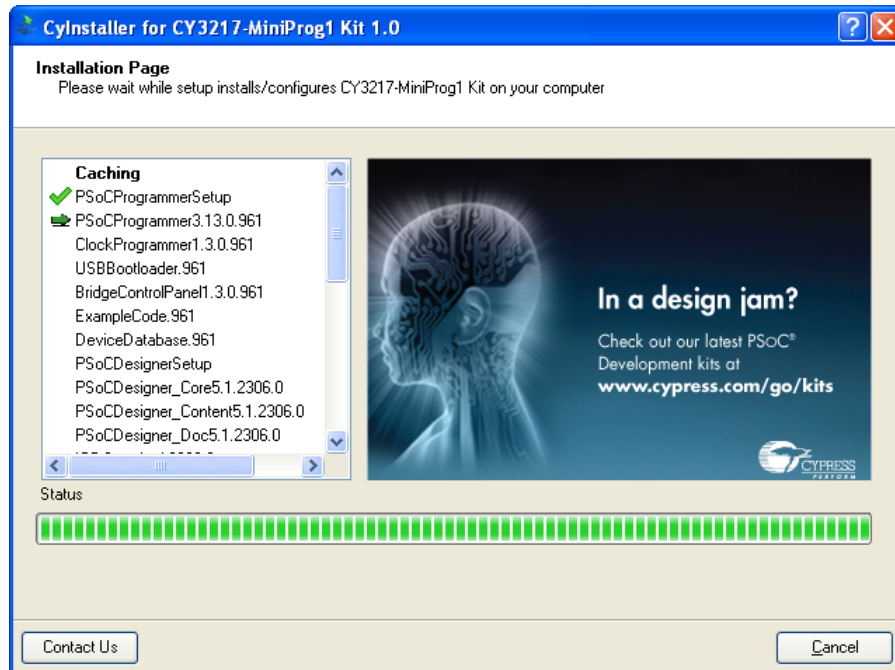 CyInstaller for CY3217-MiniProg1 Kit 1.0
Installation Page
Please wait while setup installs/configures CY3217-MiniProg1 Kit on your computer
Caching
PSoCProgrammerSetup
PSoCProgrammer3.13.0.961
ClockProgrammer1.3.0.961
USBBootloader.961
BridgeControlPanel1.3.0.961
ExampleCode.961
DeviceDatabase.961
PSoCDesignerSetup
PSoCDesigner_Core5.1.2306.0
PSoCDesigner_Content5.1.2306.0
PSoCDesigner_Doc5.1.2306.0
In a design jam?
Check out our latest PSoC®
Development kits at
www.cypress.com/go/kits
CYPRESS
PERFORM
Status
Contact Us
Cancel